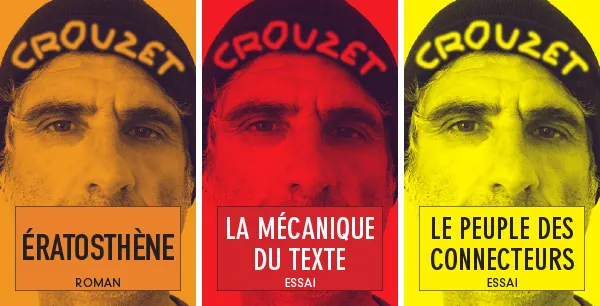 CROUZET
ÉRATOSTHÈNE
ROMAN
CROUZET
LA MÉCANIQUE
DU TEXTE
ESSAI
CROUZET
LE PEUPLE DES
CONNECTEURS
ESSAI